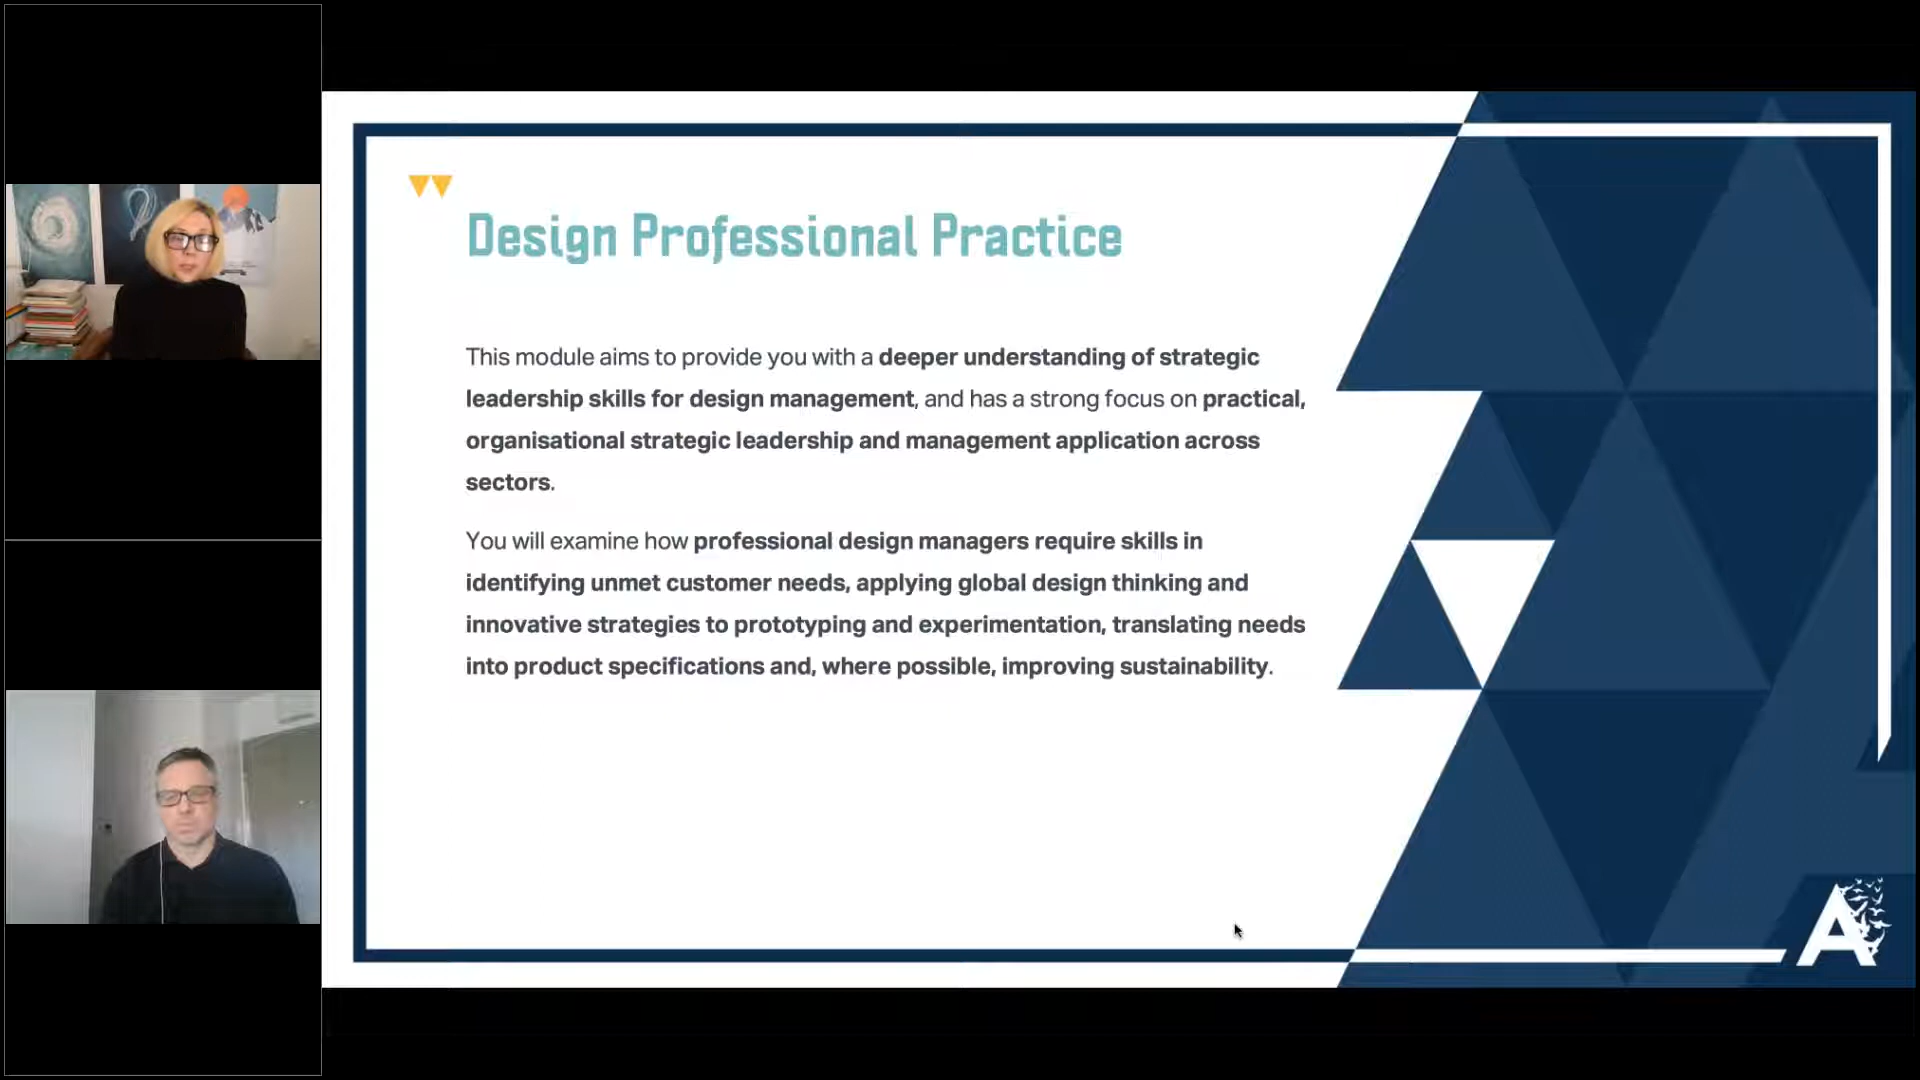 Design Professional Practice
This module aims to provide you with a deeper understanding of strategic
leadership skills for design management, and has a strong focus on practical,
organisational strategic leadership and management application across
sectors.
You will examine how professional design managers require skills in
identifying unmet customer needs, applying global design thinking and
innovative strategies to prototyping and experimentation, translating needs
into product specifications and, where possible, improving sustainability.
A